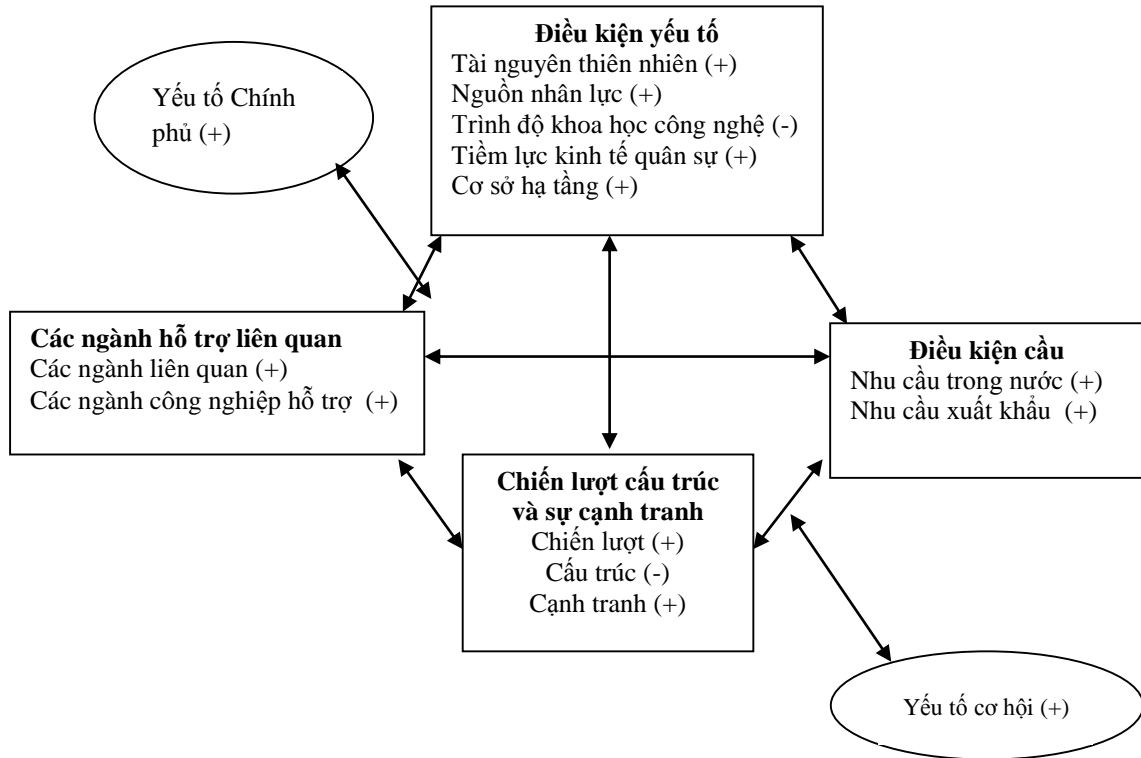 Điều kiện yếu tố
Tài nguyên thiên nhiên (+)
Nguồn nhân lực (+)
Trình độ khoa học công nghệ (-)
Tiềm lực kinh tế quân sự (+)
Cơ sở hạ tầng (+)
Yếu tố Chính
phủ (+)
Các ngành hỗ trợ liên quan
Các ngành liên quan (+)
Các ngành công nghiệp hỗ trợ (+)
Điều kiện cầu
Nhu cầu trong nước (+)
Nhu cầu xuất khẩu (+)
Chiến lượt cấu trúc
và sự cạnh tranh
Chiến lượt (+)
Cấu trúc (-)
Cạnh tranh (+)
Yếu tố cơ hội (+)